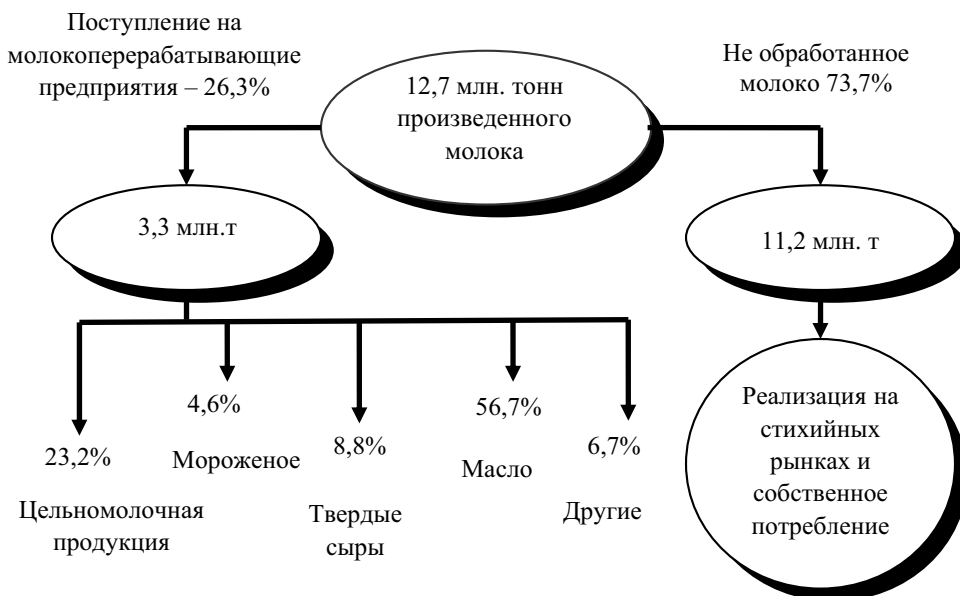 Поступление на
молокоперерабатывающие
предприятия – 26,3%
12,7 млн. тонн
произведенного
молока
Не обработанное
молоко 73,7%
3,3 млн.т
11,2 млн. т
23,2%
Цельномолочная
продукция
4,6%
Мороженое
8,8%
Твердые
сыры
56,7%
Масло
6,7%
Другие
Реализация на
стихийных
рынках и
собственное
потребление